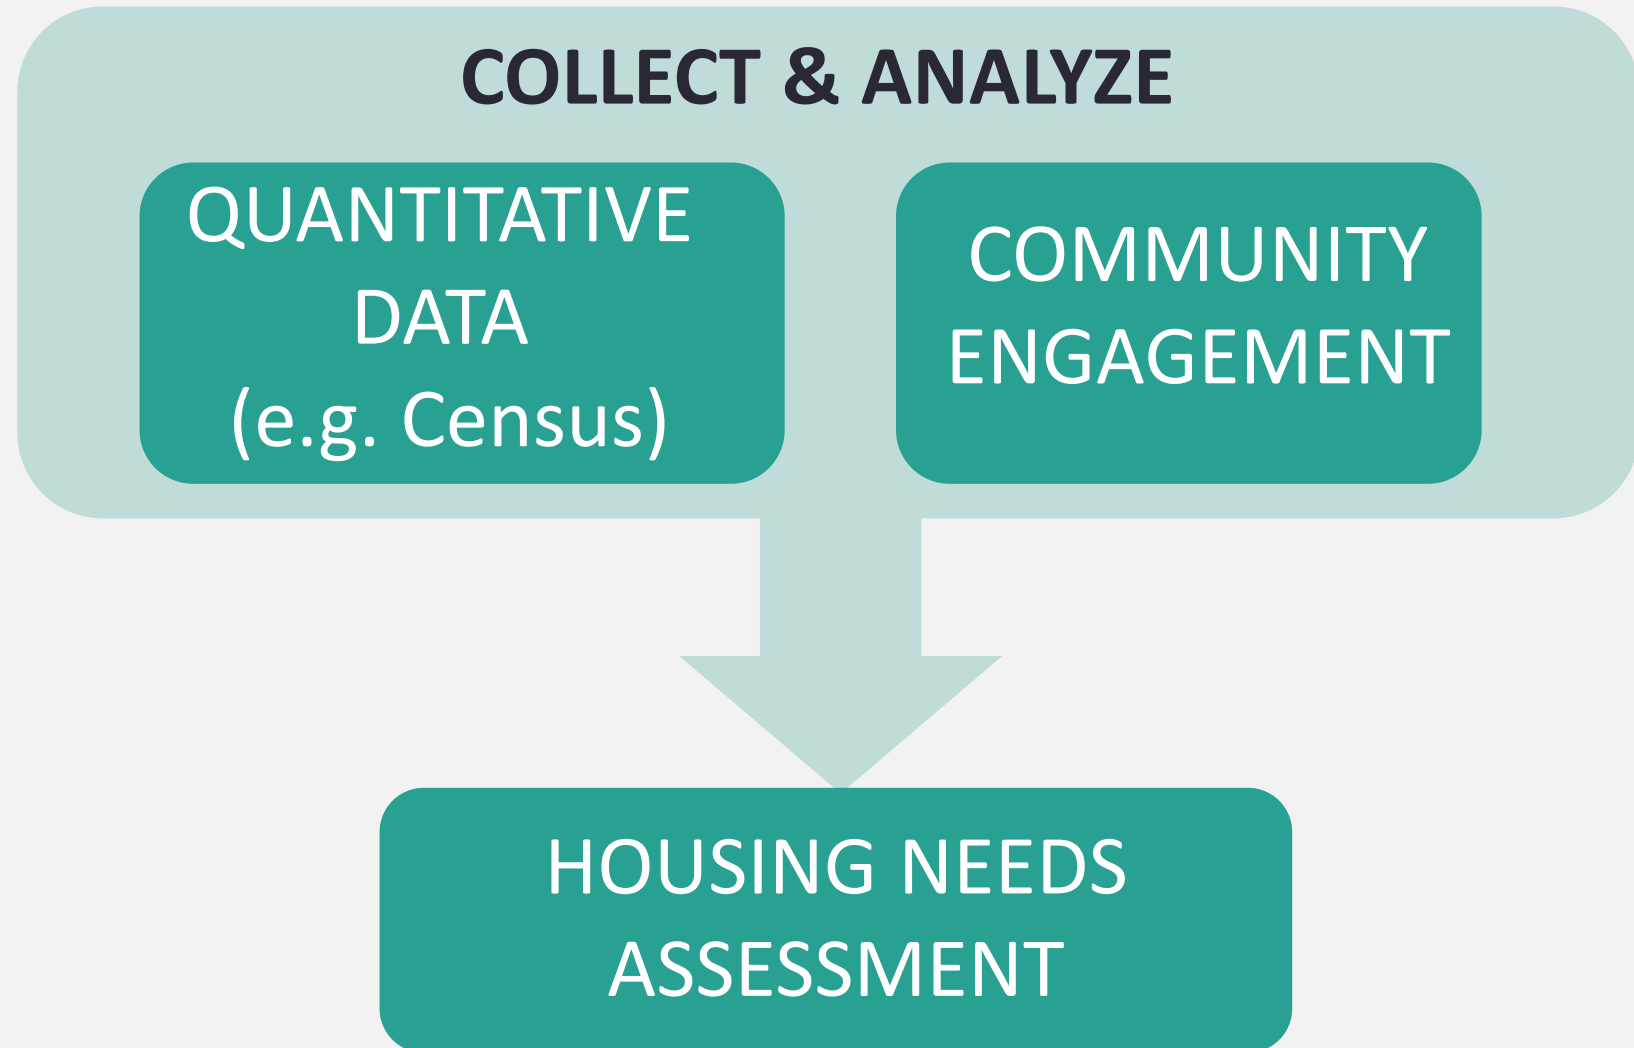 COLLECT & ANALYZE
QUANTITATIVE
DATA
(e.g. Census)
COMMUNITY
ENGAGEMENT
HOUSING NEEDS
ASSESSMENT